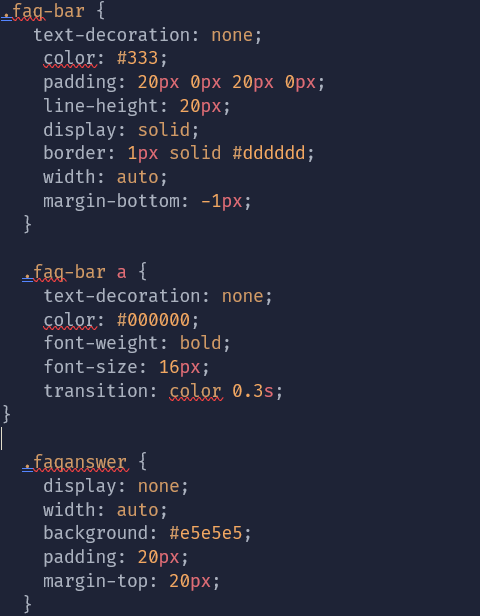 .faq-bar {
text-decoration: none;
color: #333;
padding: 20px 0px 20px 0px;
line-height: 20px;
display: solid;
border: 1px solid #dddddd;
width: auto;
margin-bottom: -1px;
}
.faq-bar a {
text-decoration: none;
color: #000000;
font-weight: bold;
font-size: 16px;
transition: color 0.3s;
}
.faqanswer {
display: none;
width: auto;
background: #e5e5e5;
padding: 20px;
margin-top: 20px;
}